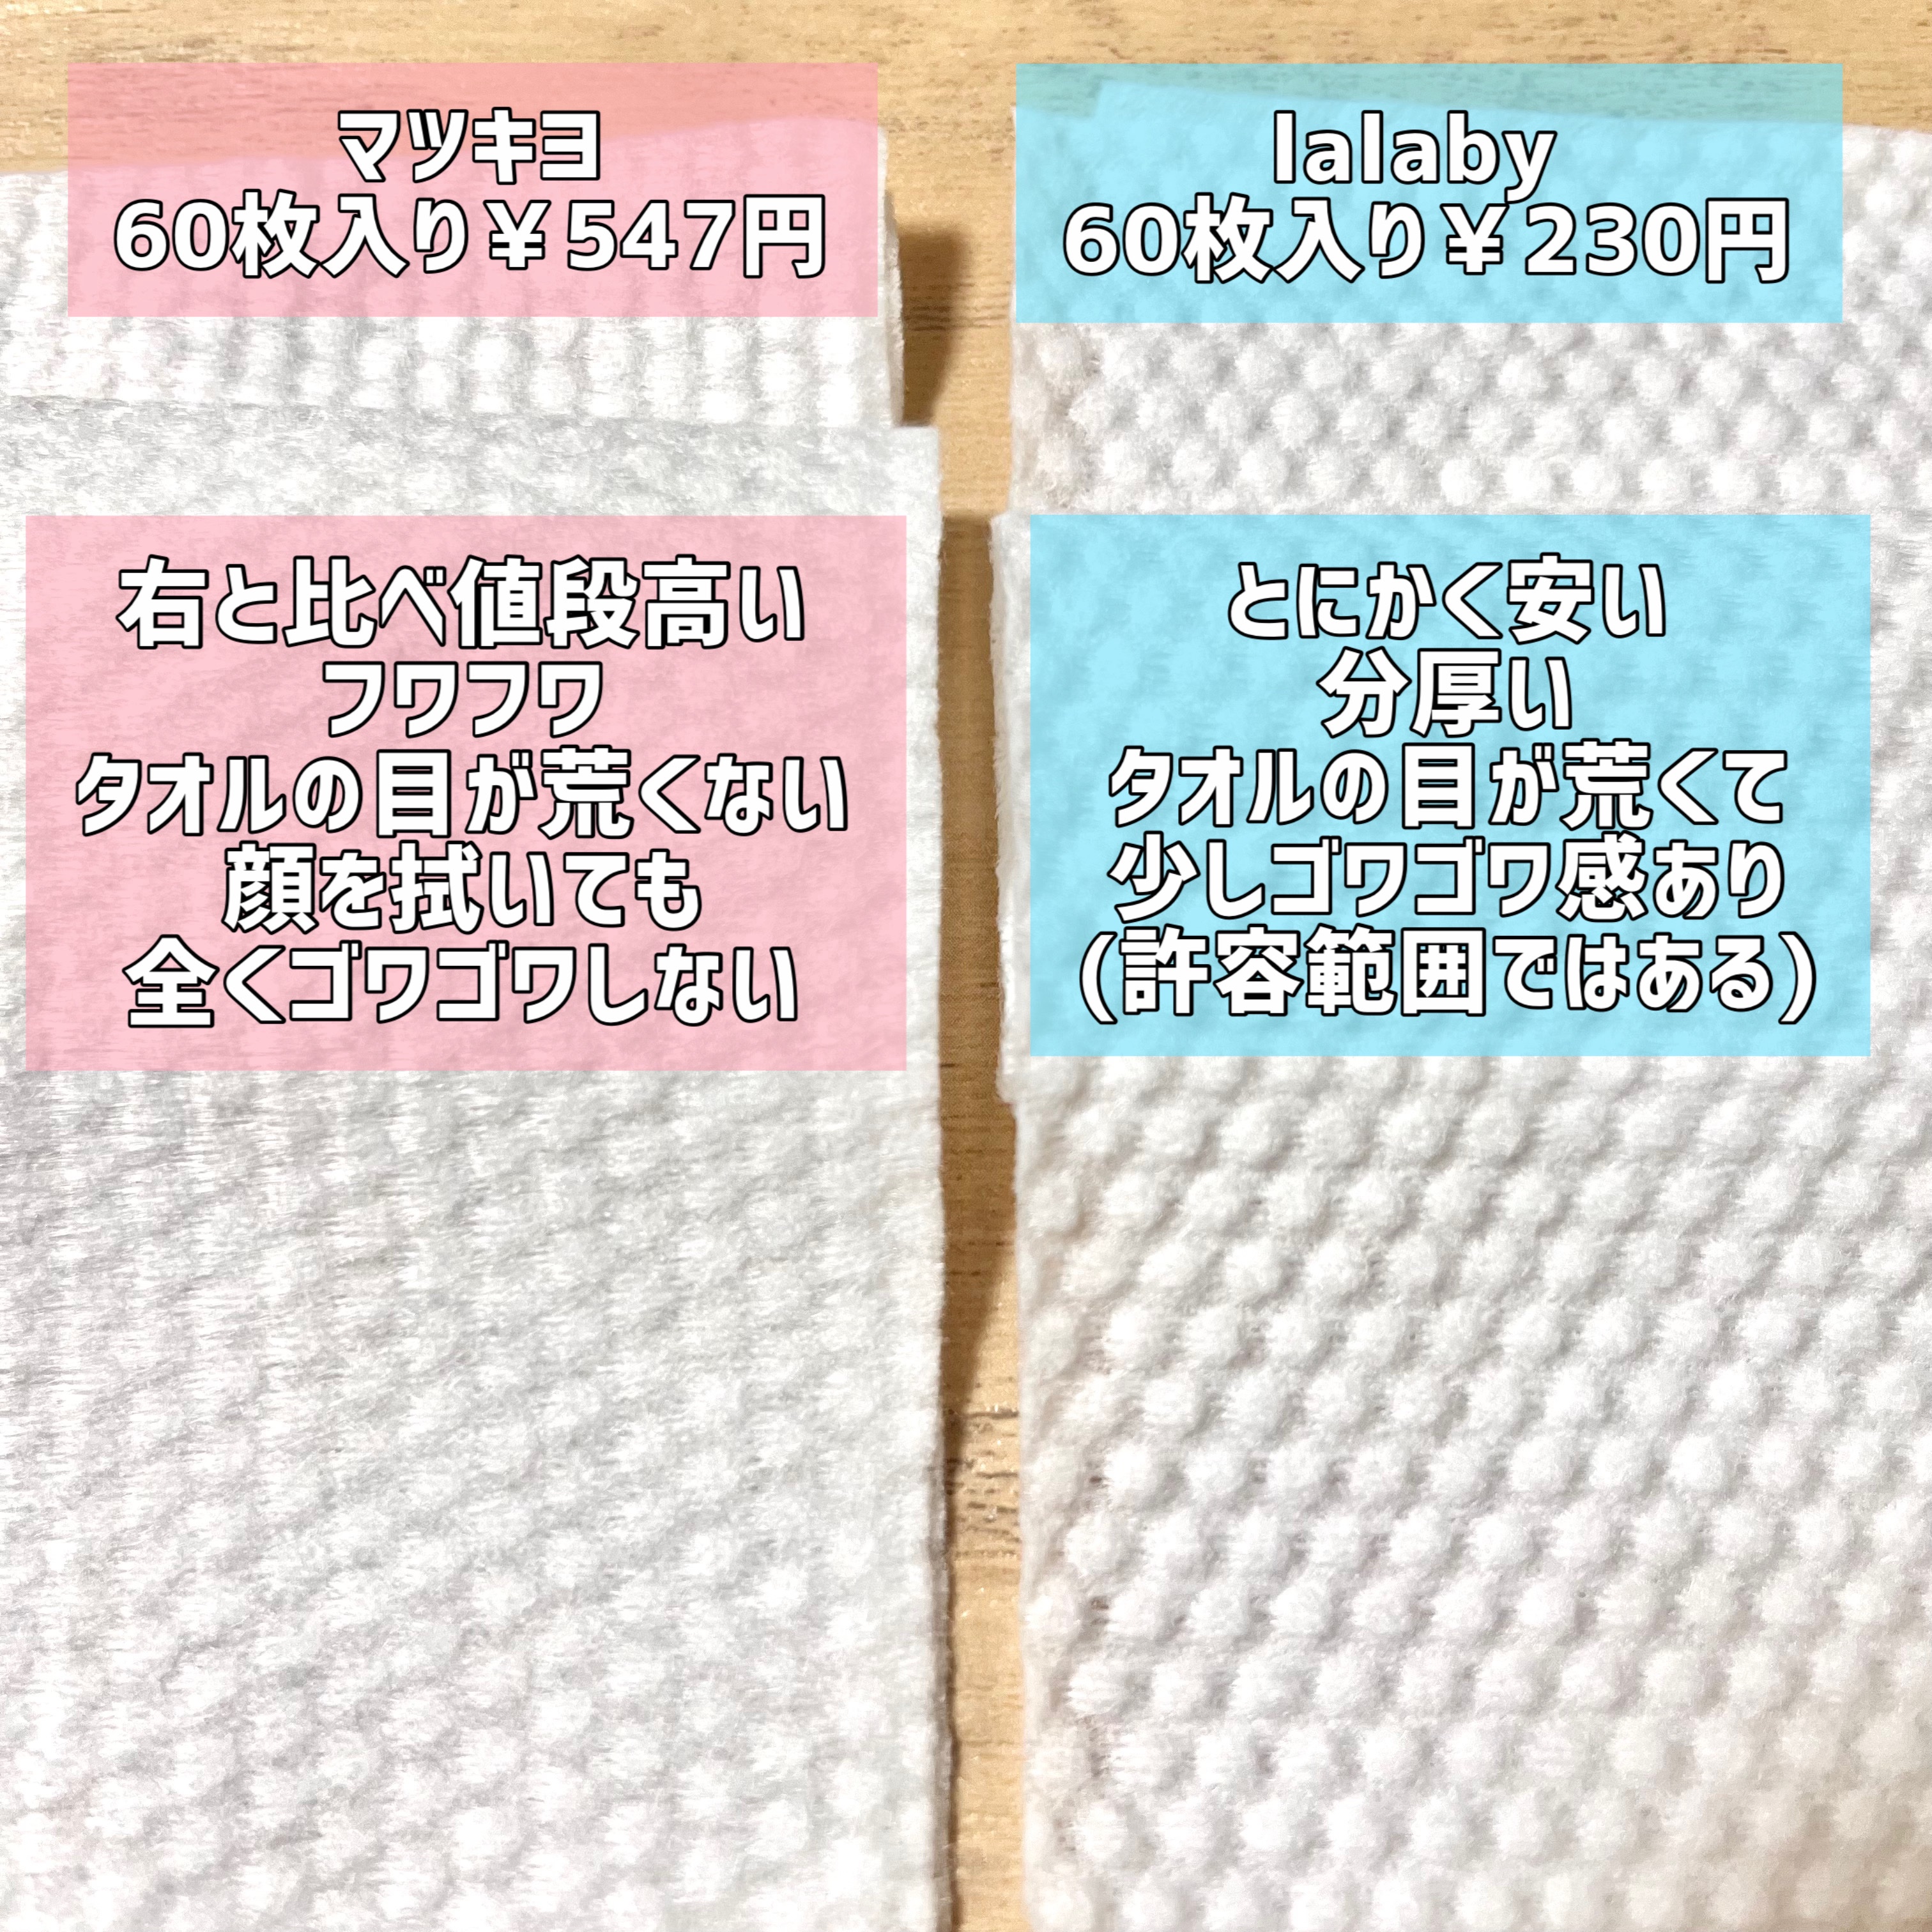 マツキヨ
60枚入り￥547円
右と比べ値段高い
フワフワ
タオルの目が荒くない
顔を拭いても
全くゴワゴワしない
lalaby
60枚入り￥230円
とにかく安い
分厚い
タオルの目が荒くて
少しゴワゴワ感あり
(許容範囲ではある)